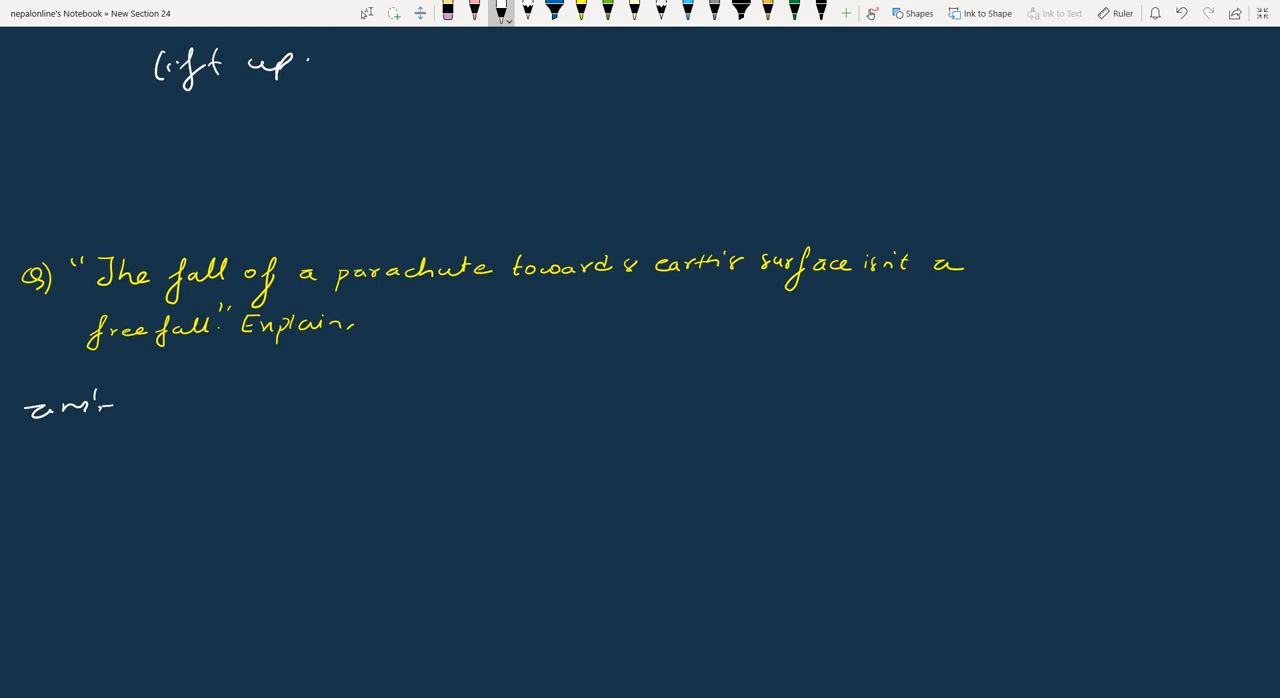 nepalonline's Notebook » New Section 24
Shapes Ink to Shape Ink to Text Ruler
lift up.
Q) "The fall of a parachute towards earth's surface isn't a
free fall." Explain.
ans:-